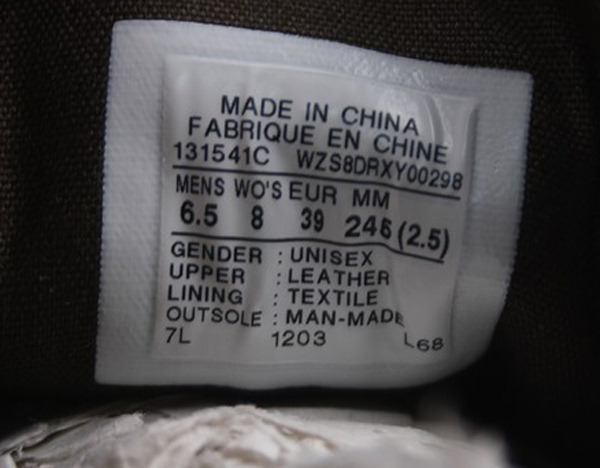 MADE IN CHINA
FABRIQUE EN CHINE
131541C WZS8DRXY00298
MENS WO'S EUR MM
6.5 8 39 246 (2.5)
GENDER : UNISEX
UPPER : LEATHER
LINING : TEXTILE
OUTSOLE : MAN-MADE
7L 1203 L68